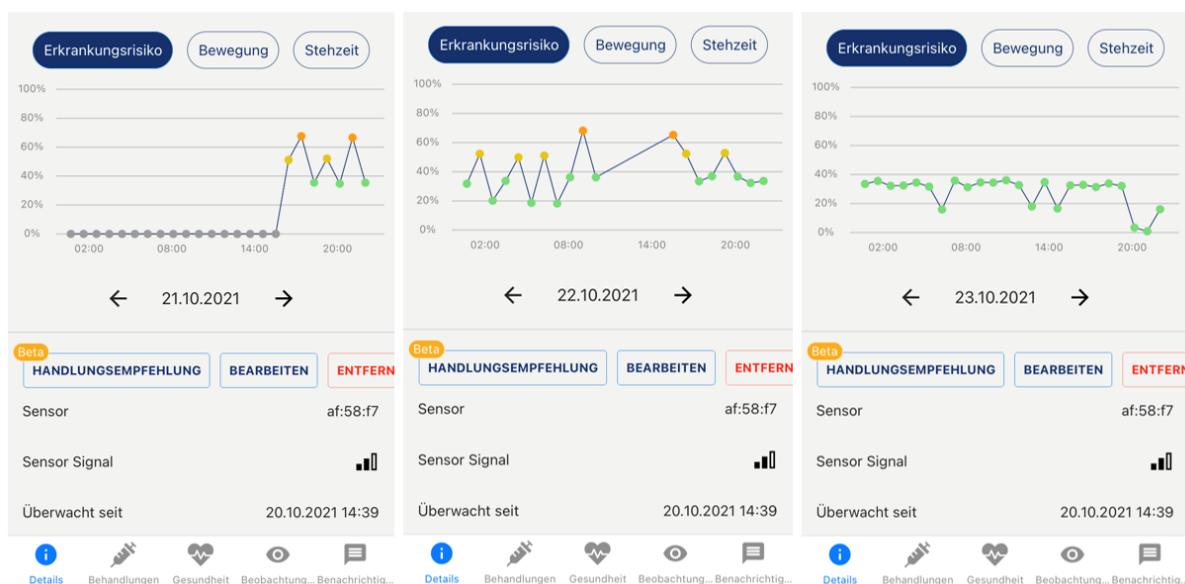 Erkrankungsrisiko Bewegung Stehzeit
100%
80%
60%
40%
20%
0%
02:00 08:00 14:00 20:00
21.10.2021
Beta
HANDLUNGSEMPFEHLUNG BEARBEITEN ENTFERN
Sensor af:58:f7
Sensor Signal
Überwacht seit 20.10.2021 14:39
Details Behandlungen Gesundheit Beobachtung... Benachrichtig...
Erkrankungsrisiko Bewegung Stehzeit
100%
80%
60%
40%
20%
0%
02:00 08:00 14:00 20:00
22.10.2021
Beta
HANDLUNGSEMPFEHLUNG BEARBEITEN ENTFERN
Sensor af:58:f7
Sensor Signal
Überwacht seit 20.10.2021 14:39
Details Behandlungen Gesundheit Beobachtung... Benachrichtig...
Erkrankungsrisiko Bewegung Stehzeit
100%
80%
60%
40%
20%
0%
02:00 08:00 14:00 20:00
23.10.2021
Beta
HANDLUNGSEMPFEHLUNG BEARBEITEN ENTFERN
Sensor af:58:f7
Sensor Signal
Überwacht seit 20.10.2021 14:39
Details Behandlungen Gesundheit Beobachtung... Benachrichtig...